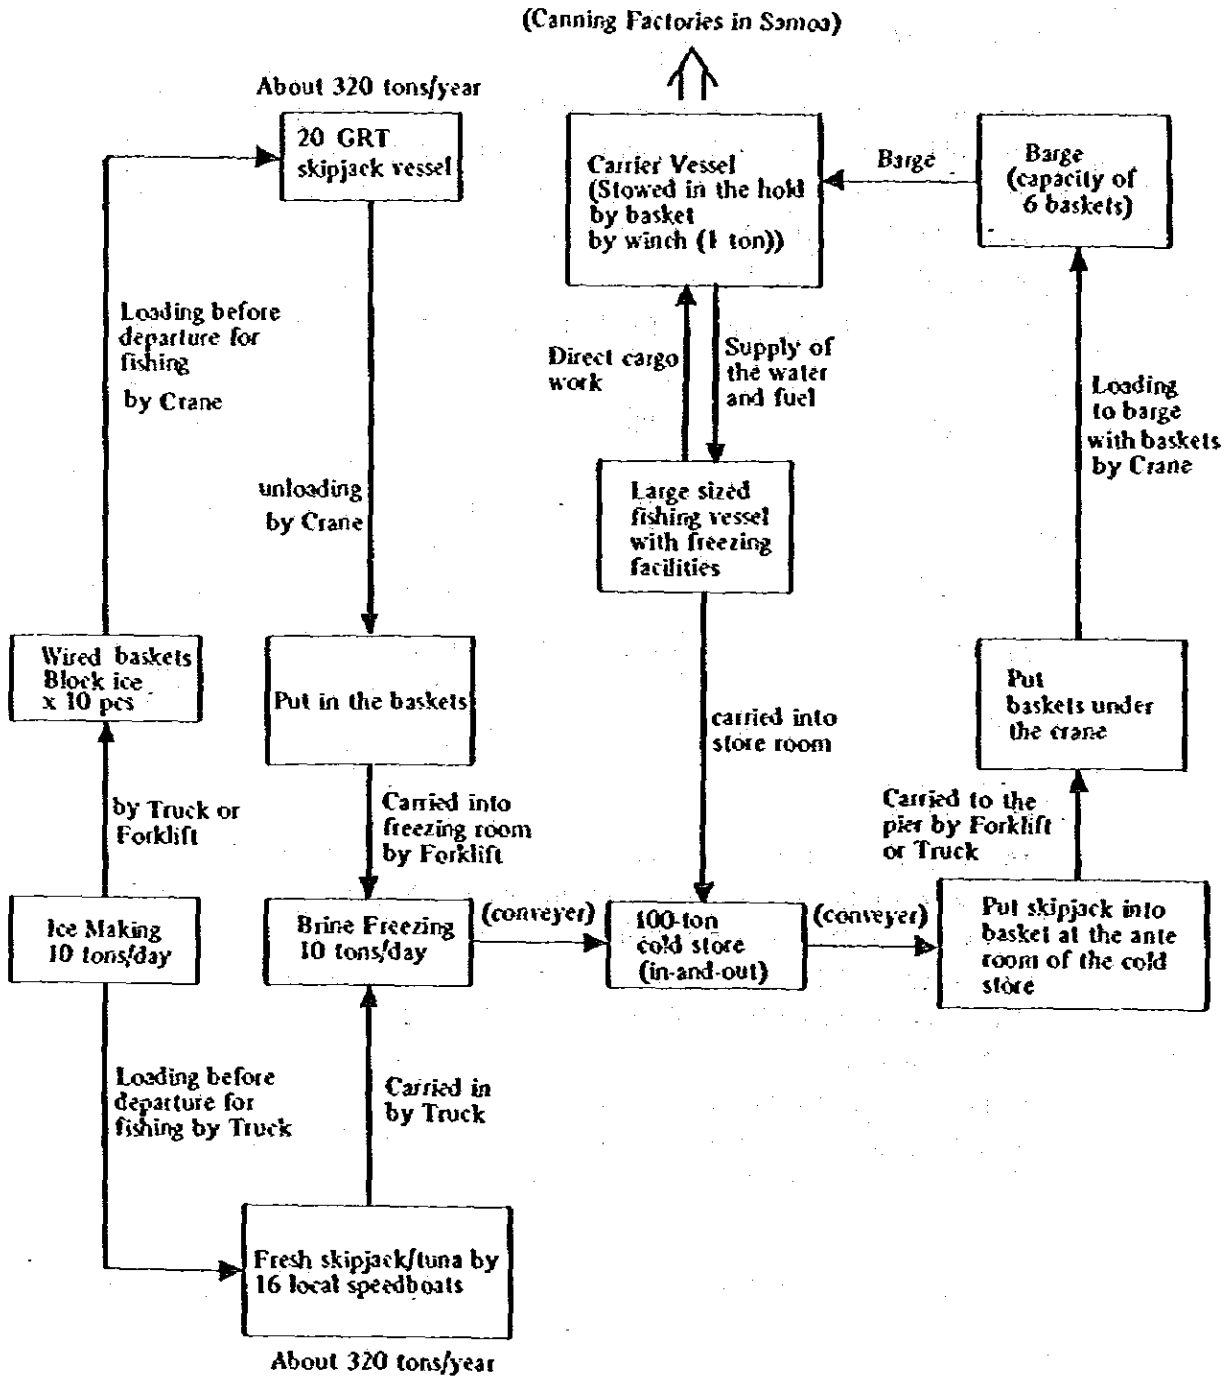 (Canning Factories in Samoa)
About 320 tons/year
20 GRT
skipjack vessel
Carrier Vessel
(Stowed in the hold
by basket
by winch (1 ton))
Barge
Barge
(capacity of
6 baskets)
Loading before
departure for
fishing
by Crane
unloading
by Crane
Direct cargo
work
Supply of
the water
and fuel
Loading
to barge
with baskets
by Crane
Large sized
fishing vessel
with freezing
facilities
Wired baskets
Block ice
x 10 pcs
Put in the baskets
carried into
store room
Put
baskets under
the crane
by Truck or
Forklift
Carried into
freezing room
by Forklift
Carried to the
pier by Forklift
or Truck
Ice Making
10 tons/day
Brine Freezing
10 tons/day
(conveyer)
100-ton
cold store
(in-and-out)
(conveyer)
Put skipjack into
basket at the ante
room of the cold
store
Loading before
departure for
fishing by Truck
Carried in
by Truck
Fresh skipjack/tuna by
16 local speedboats
About 320 tons/year